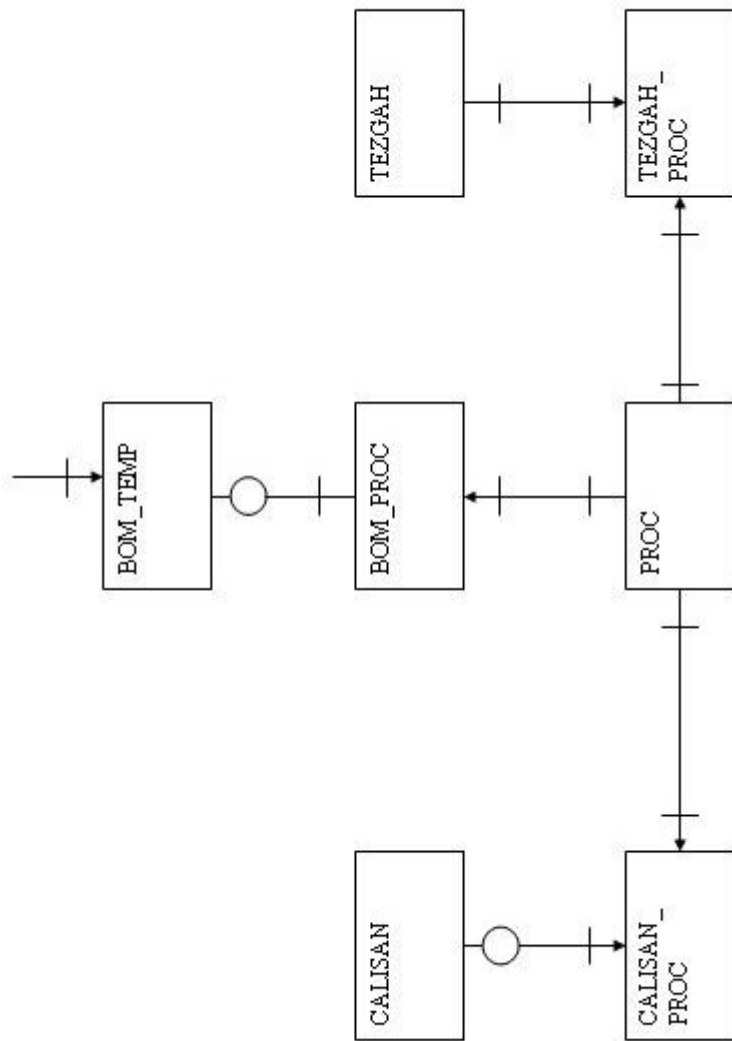 TEZGAH
TEZGAH_
PROC
BOM_TEMP
BOM_PROC
PROC
CALISAN
CALISAN_
PROC